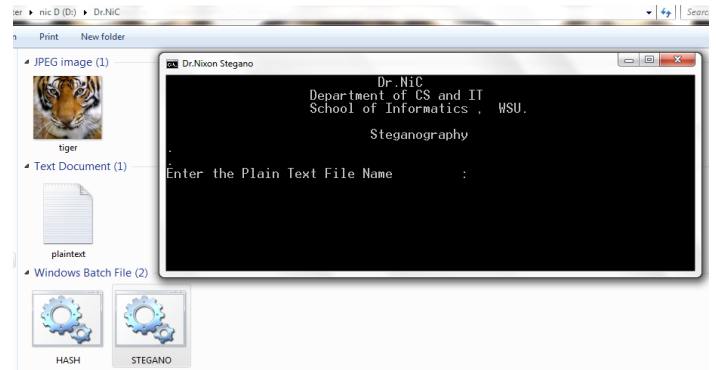 nic D (D:) ▸ Dr.NiC
Print New folder
JPEG image (1)
tiger
Text Document (1)
plaintext
Windows Batch File (2)
HASH STEGANO
Dr.Nixon Stegano
Dr.NiC
Department of CS and IT
School of Informatics , WSU.
Steganography
.
.
Enter the Plain Text File Name :